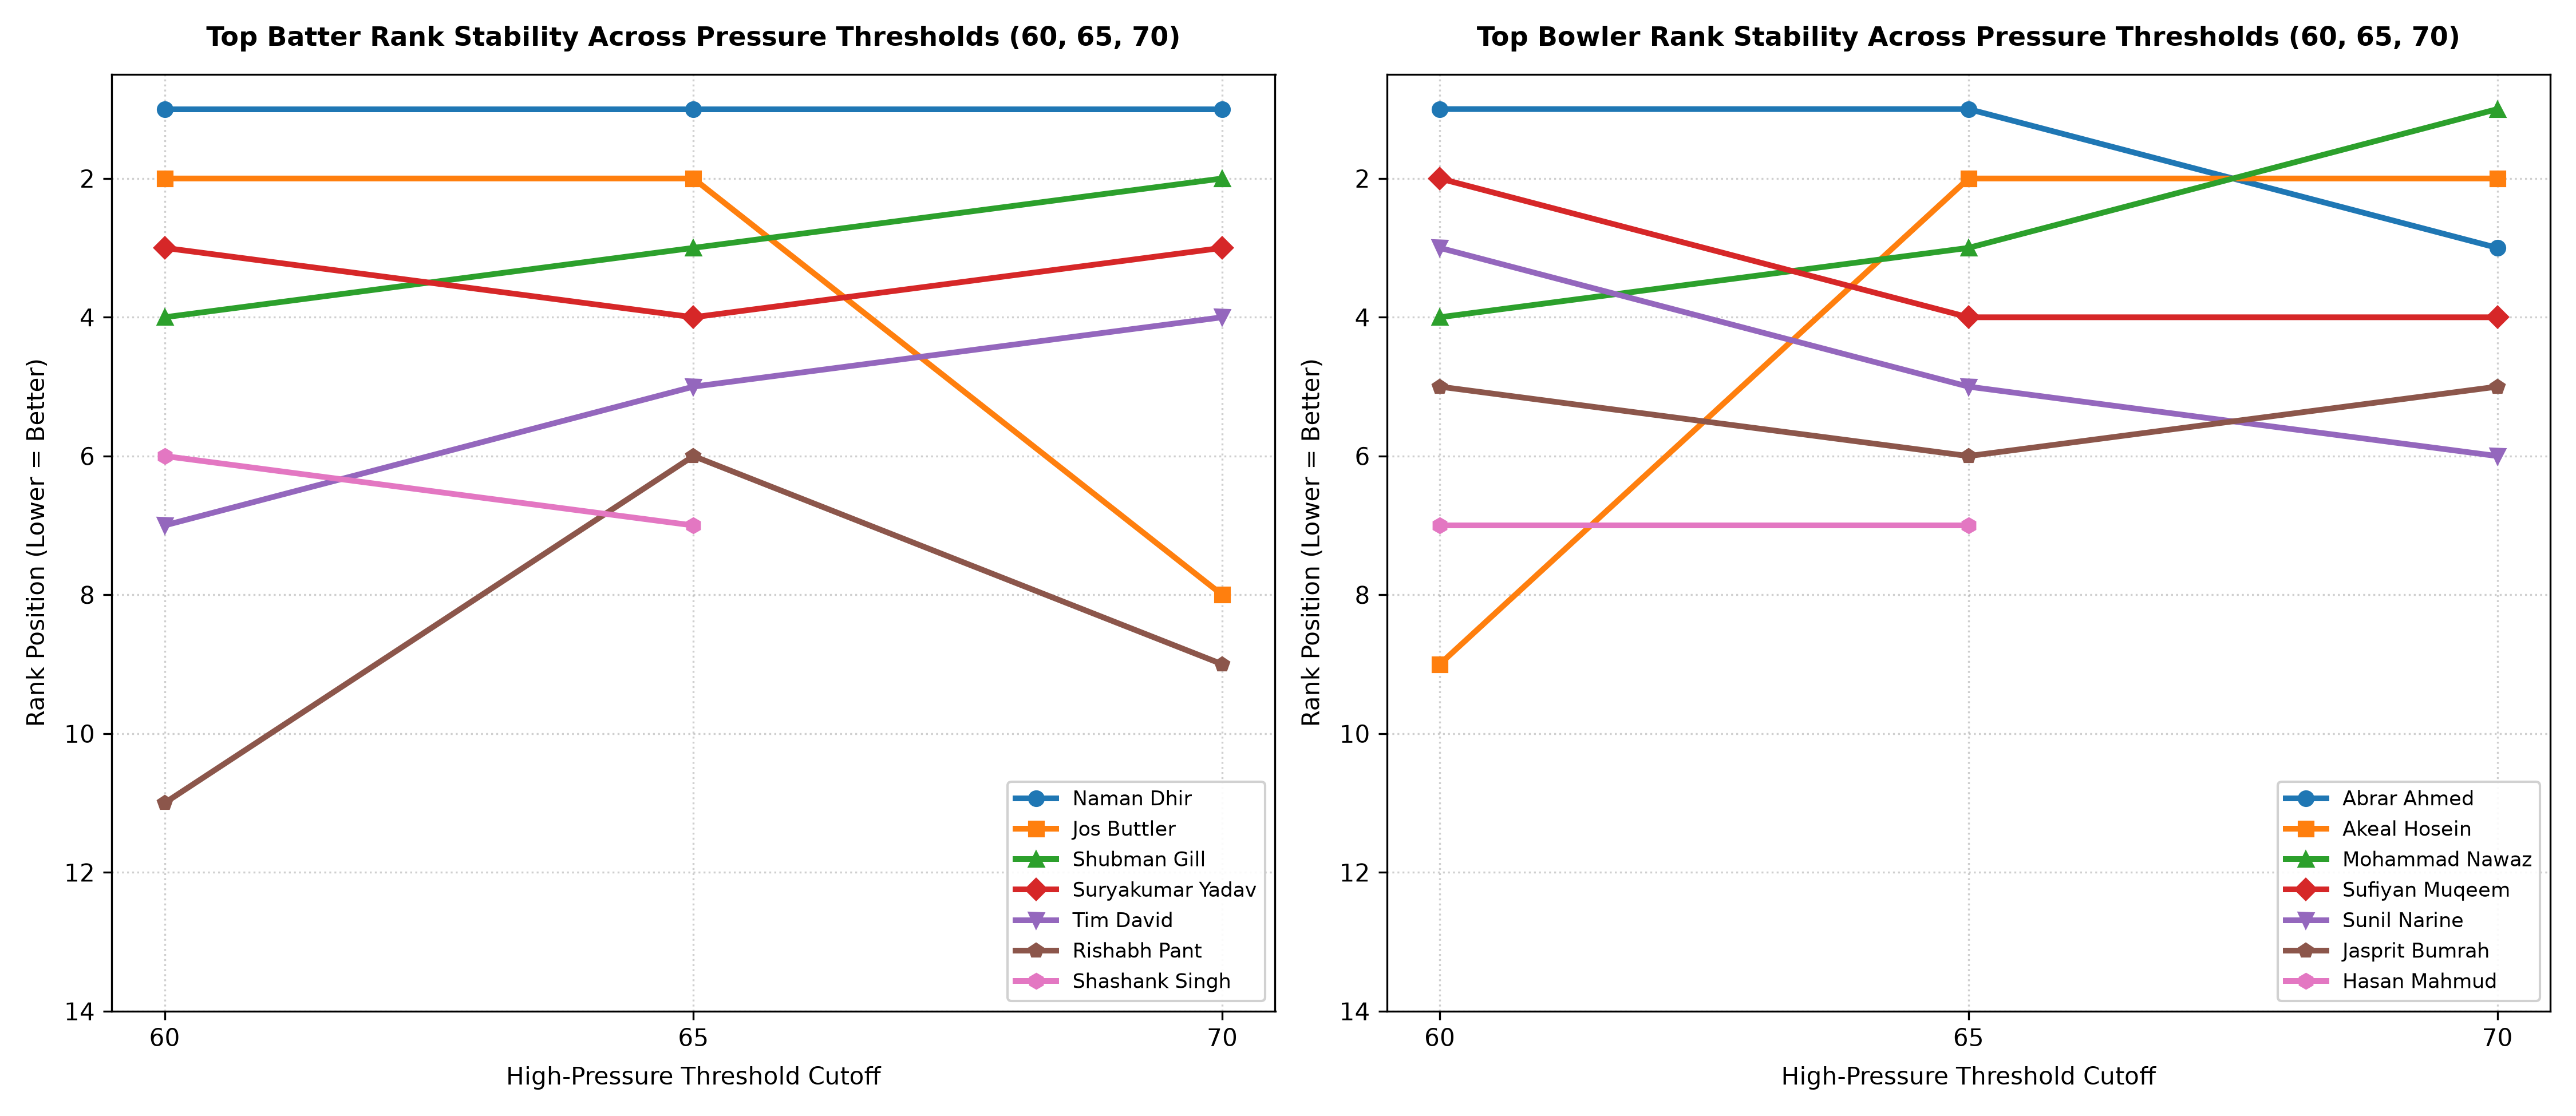 Top Batter Rank Stability Across Pressure Thresholds (60, 65, 70)
Rank Position (Lower = Better)
2
4
6
8
10
12
14
60
65
70
High-Pressure Threshold Cutoff
Naman Dhir
Jos Buttler
Shubman Gill
Suryakumar Yadav
Tim David
Rishabh Pant
Shashank Singh
Top Bowler Rank Stability Across Pressure Thresholds (60, 65, 70)
Rank Position (Lower = Better)
2
4
6
8
10
12
14
60
65
70
High-Pressure Threshold Cutoff
Abrar Ahmed
Akeal Hosein
Mohammad Nawaz
Sufiyan Muqeem
Sunil Narine
Jasprit Bumrah
Hasan Mahmud